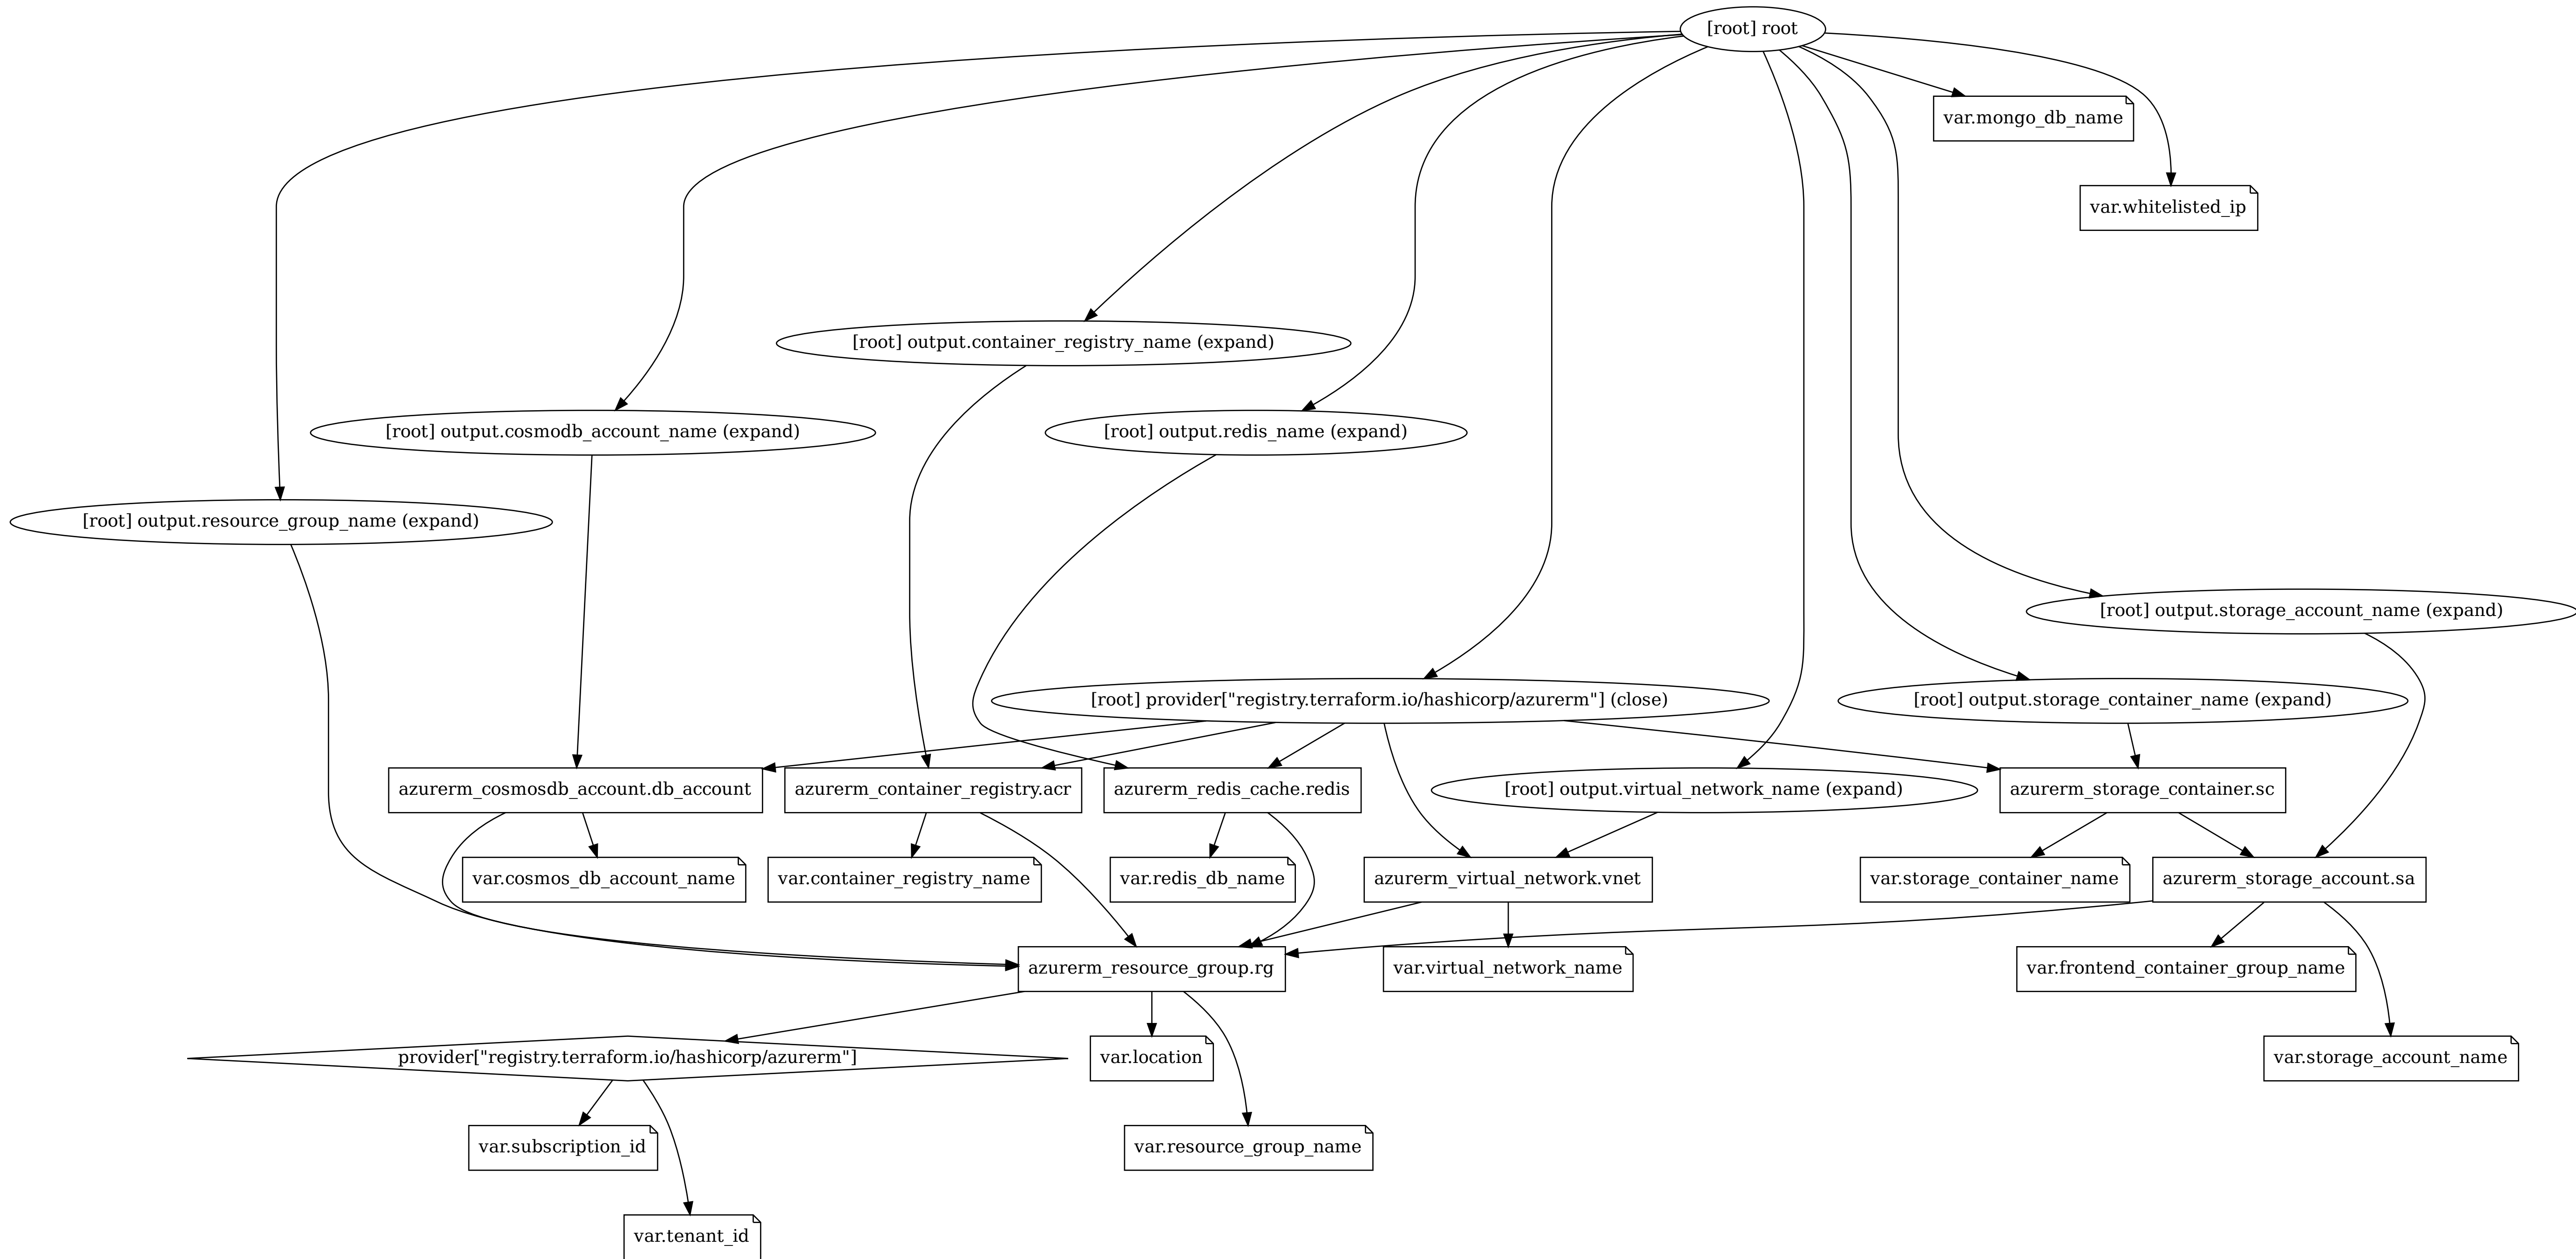 [root] root
var.mongo_db_name
var.whitelisted_ip
[root] output.container_registry_name (expand)
[root] output.cosmodb_account_name (expand)
[root] output.redis_name (expand)
[root] output.resource_group_name (expand)
[root] output.storage_account_name (expand)
[root] provider["registry.terraform.io/hashicorp/azurerm"] (close)
[root] output.storage_container_name (expand)
azurerm_cosmosdb_account.db_account
azurerm_container_registry.acr
azurerm_redis_cache.redis
[root] output.virtual_network_name (expand)
azurerm_storage_container.sc
var.cosmos_db_account_name
var.container_registry_name
var.redis_db_name
azurerm_virtual_network.vnet
var.storage_container_name
azurerm_storage_account.sa
azurerm_resource_group.rg
var.virtual_network_name
var.frontend_container_group_name
provider["registry.terraform.io/hashicorp/azurerm"]
var.location
var.storage_account_name
var.subscription_id
var.resource_group_name
var.tenant_id